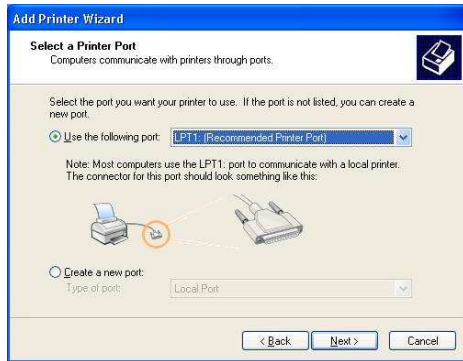 Add Printer Wizard
Select a Printer Port
Computers communicate with printers through ports.
Select the port you want your printer to use. If the port is not listed, you can create a
new port.
Use the following port: LPT1: (Recommended Printer Port)
Note: Most computers use the LPT1: port to communicate with a local printer.
The connector for this port should look something like this:
Create a new port:
Type of port: Local Port
< Back Next > Cancel